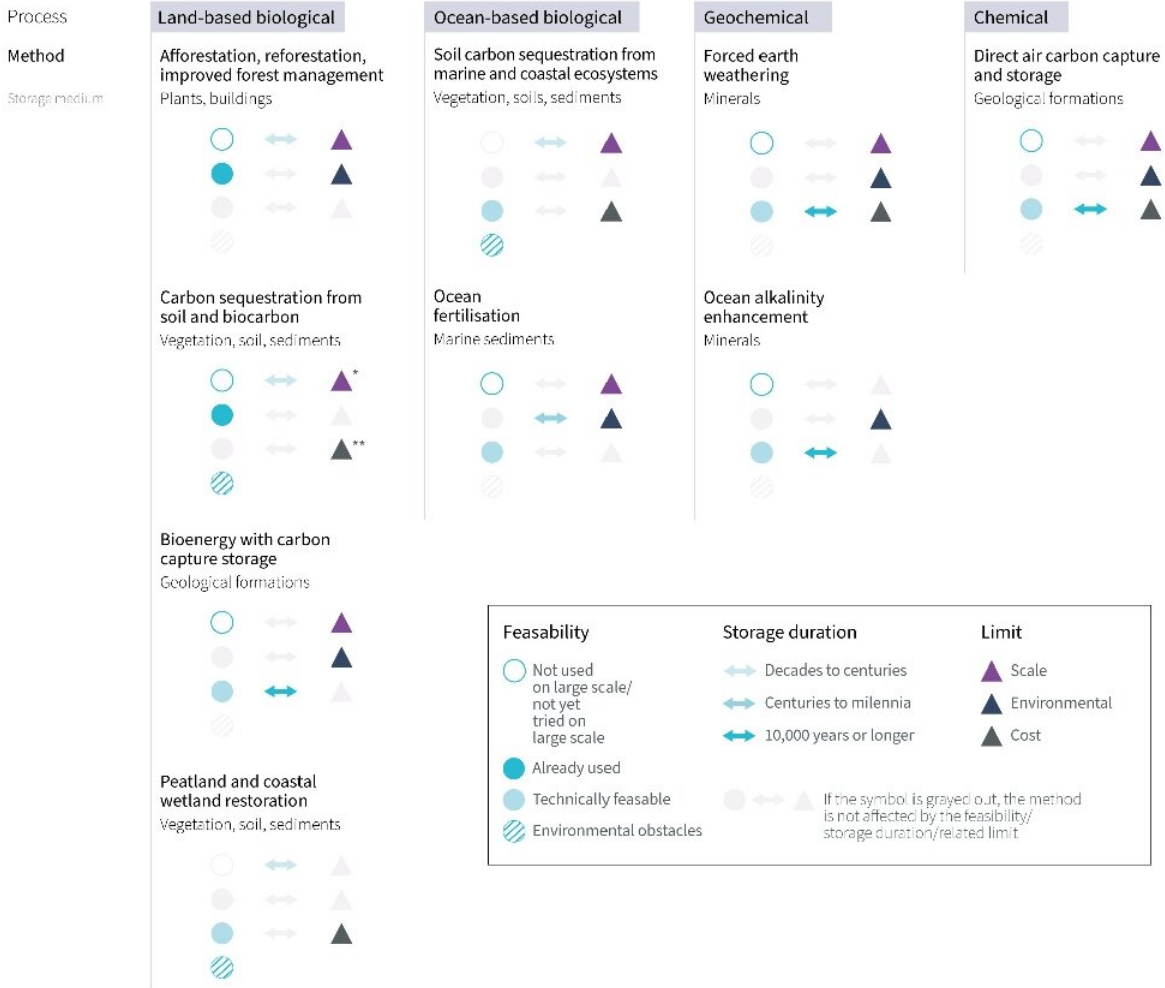 Process
Land-based biological
Ocean-based biological
Geochemical
Chemical
Method
Storage medium
Afforestation, reforestation,
improved forest management
Plants, buildings
Soil carbon sequestration from
marine and coastal ecosystems
Vegetation, soils, sediments
Forced earth
weathering
Minerals
Direct air carbon capture
and storage
Geological formations
Carbon sequestration from
soil and biocarbon
Vegetation, soil, sediments
*
**
Ocean
fertilisation
Marine sediments
Ocean alkalinity
enhancement
Minerals
Bioenergy with carbon
capture storage
Geological formations
Peatland and coastal
wetland restoration
Vegetation, soil, sediments
Feasability
Not used
on large scale/
not yet
tried on
large scale
Already used
Technically feasable
Environmental obstacles
Storage duration
Decades to centuries
Centuries to milennia
10,000 years or longer
Limit
Scale
Environmental
Cost
If the symbol is grayed out, the method
is not affected by the feasibility/
storage duration/related limit